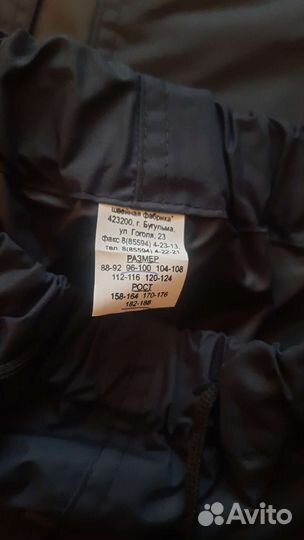 швейная фабрика"
423200, г. Бугульма,
ул. Гоголя, 23
Факс 8(85594) 4-23-13,
тел. 8(85594) 4-22-21
РАЗМЕР
88-92 96-100 104-108
112-116 120-124
РОСТ
158-164 170-176
182-188
Avito